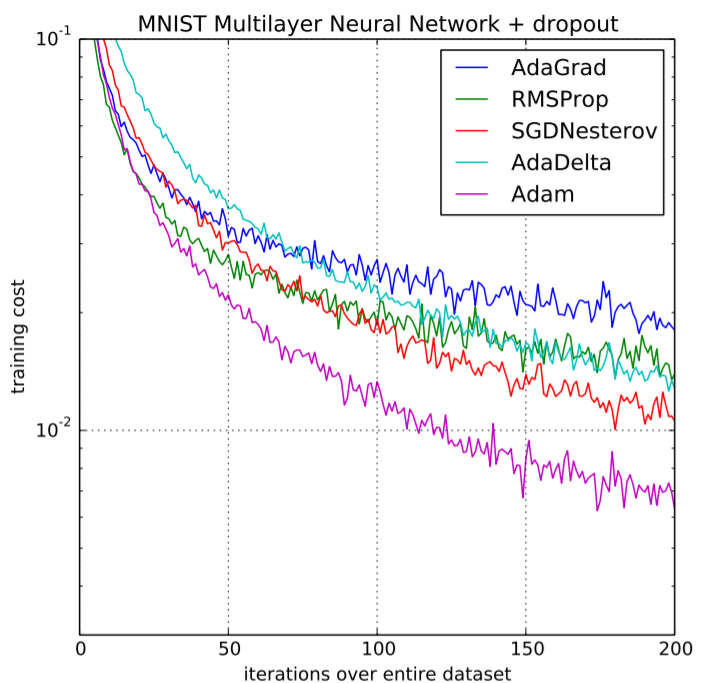 MNIST Multilayer Neural Network + dropout
10⁻¹
AdaGrad
RMSProp
SGDNesterov
AdaDelta
Adam
training cost
10⁻²
0 50 100 150 200
iterations over entire dataset